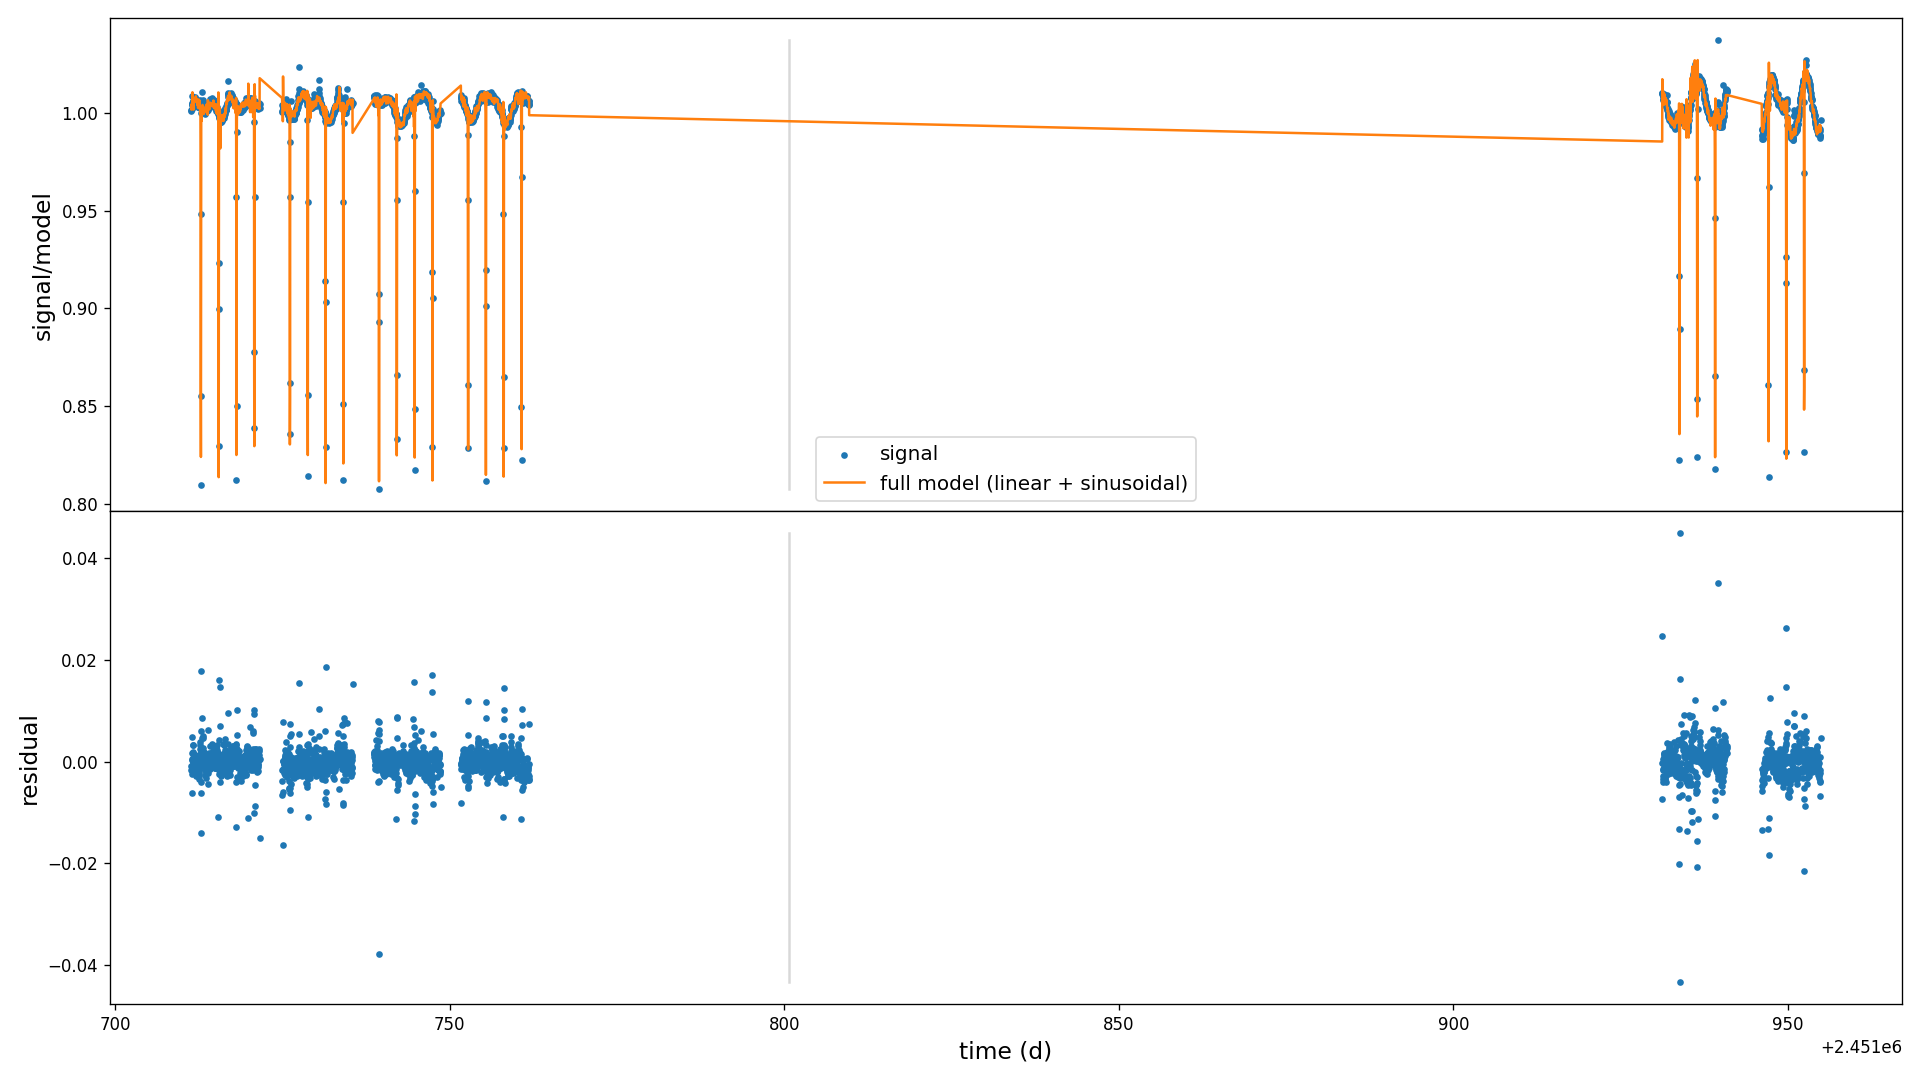 signal/model
1.00
0.95
0.90
0.85
0.80
signal
full model (linear + sinusoidal)
residual
0.04
0.02
0.00
−0.02
−0.04
700 750 800 850 900 950
time (d)
+2.451e6